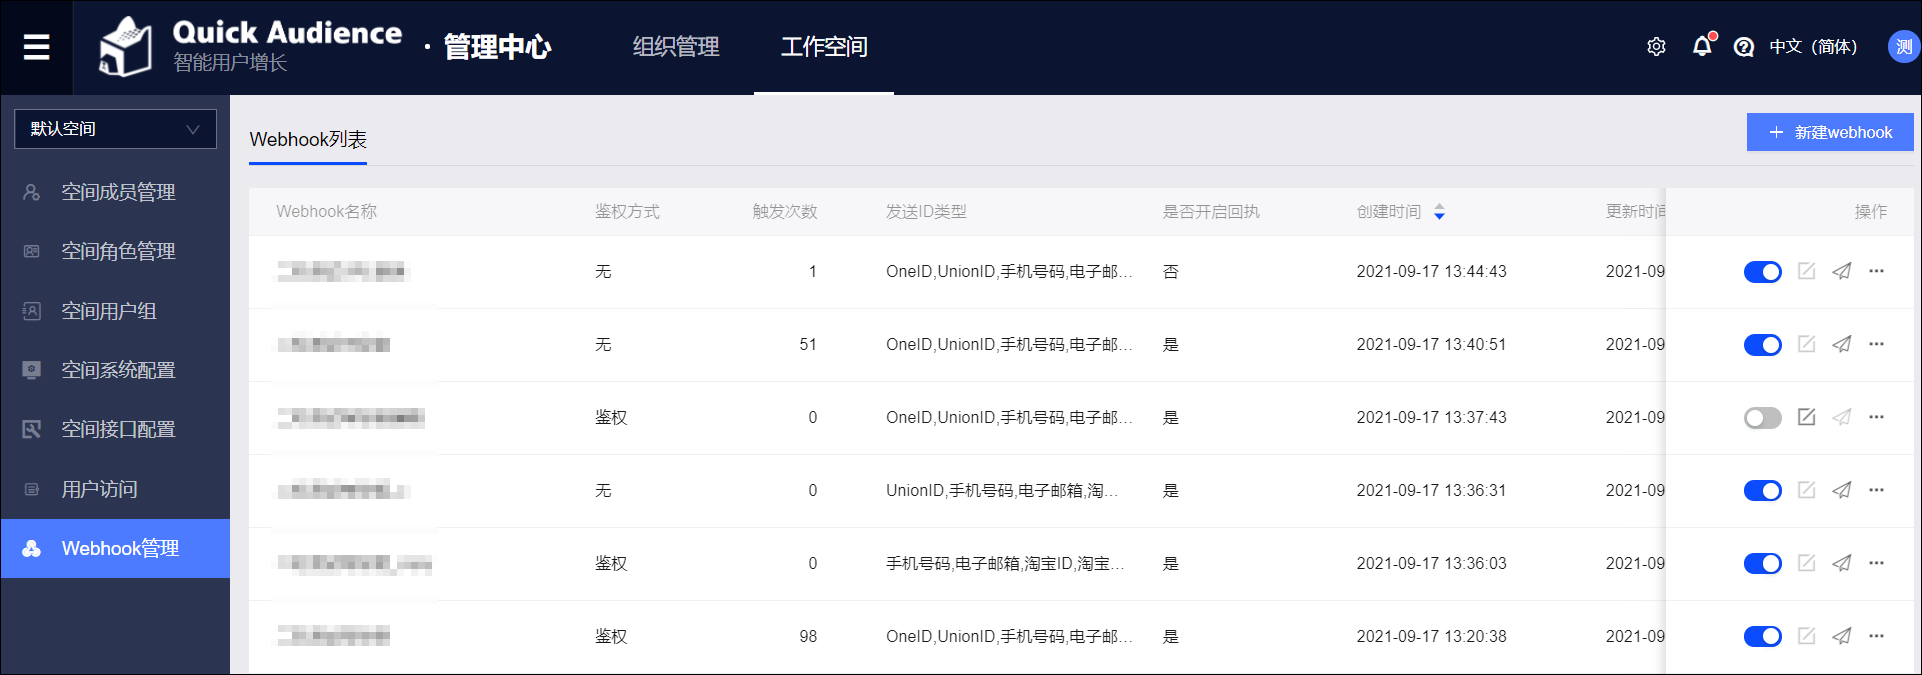 Quick Audience
智能用户增长
· 管理中心
组织管理
工作空间
中文（简体）
测
默认空间
空间成员管理
空间角色管理
空间用户组
空间系统配置
空间接口配置
用户访问
Webhook管理
Webhook列表
新建webhook
Webhook名称 鉴权方式 触发次数 发送ID类型 是否开启回执 创建时间 更新时间 操作
无 1 OneID,UnionID,手机号码,电子邮... 否 2021-09-17 13:44:43 2021-09
无 51 OneID,UnionID,手机号码,电子邮... 是 2021-09-17 13:40:51 2021-09
鉴权 0 OneID,UnionID,手机号码,电子邮... 是 2021-09-17 13:37:43 2021-09
无 0 UnionID,手机号码,电子邮箱,淘... 是 2021-09-17 13:36:31 2021-09
鉴权 0 手机号码,电子邮箱,淘宝ID,淘宝... 是 2021-09-17 13:36:03 2021-09
鉴权 98 OneID,UnionID,手机号码,电子邮... 是 2021-09-17 13:20:38 2021-09